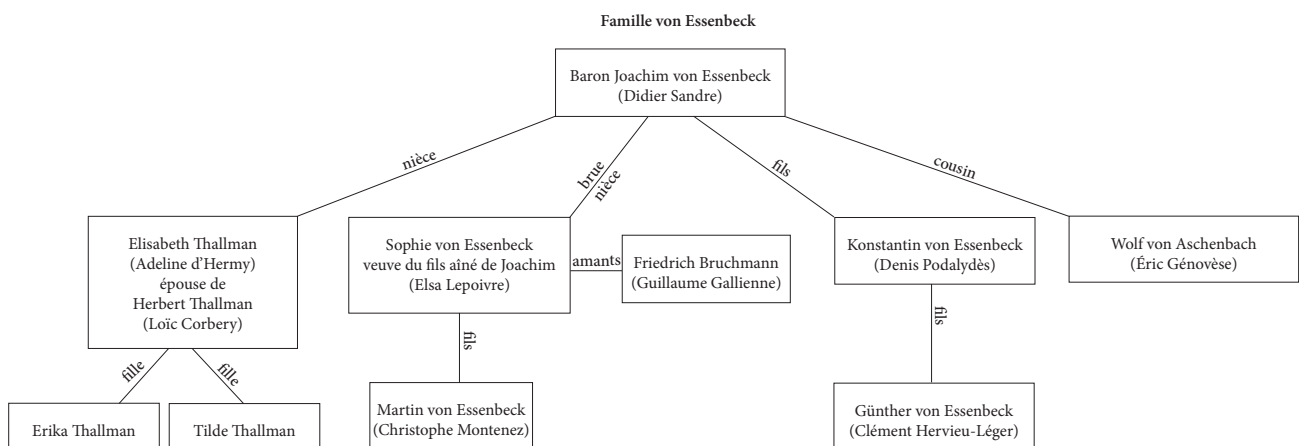 Famille von Essenbeck
Baron Joachim von Essenbeck
(Didier Sandre)
nièce
brue
nièce
fils
cousin
Elisabeth Thallman
(Adeline d'Hermy)
épouse de
Herbert Thallman
(Loïc Corbery)
Sophie von Essenbeck
veuve du fils aîné de Joachim
(Elsa Lepoivre)
amants
Friedrich Bruchmann
(Guillaume Gallienne)
Konstantin von Essenbeck
(Denis Podalydès)
Wolf von Aschenbach
(Éric Génovèse)
fille
fille
fils
fils
Erika Thallman
Tilde Thallman
Martin von Essenbeck
(Christophe Montenez)
Günther von Essenbeck
(Clément Hervieu-Léger)